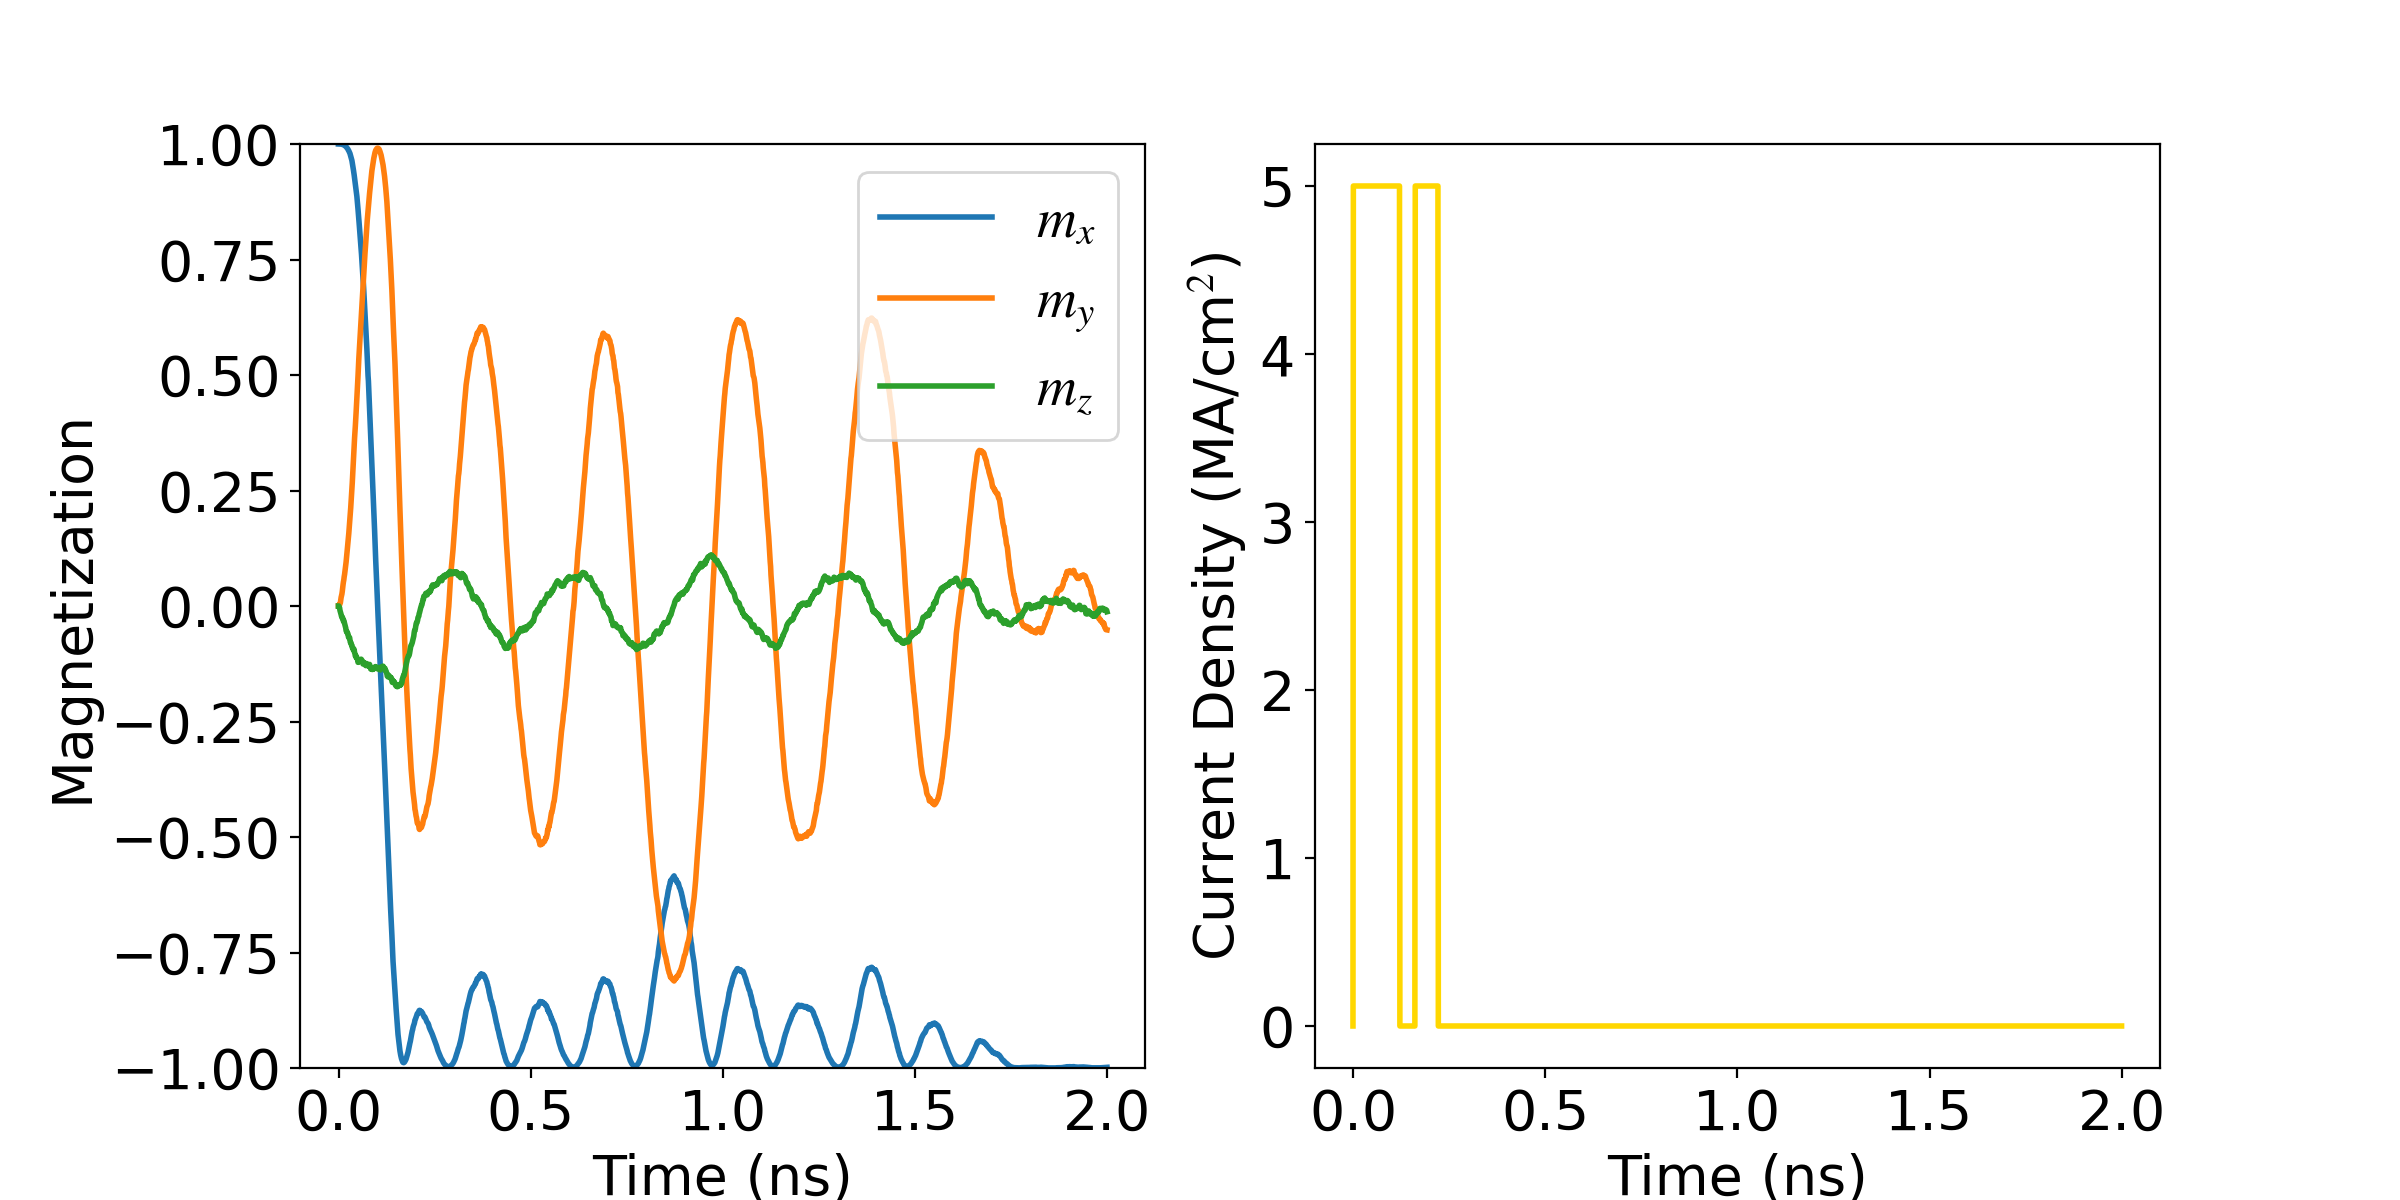 1.00
0.75
0.50
0.25
0.00
−0.25
−0.50
−0.75
−1.00
Magnetization
0.0 0.5 1.0 1.5 2.0
Time (ns)
m_x
m_y
m_z
5
4
3
2
1
0
Current Density (MA/cm²)
0.0 0.5 1.0 1.5 2.0
Time (ns)